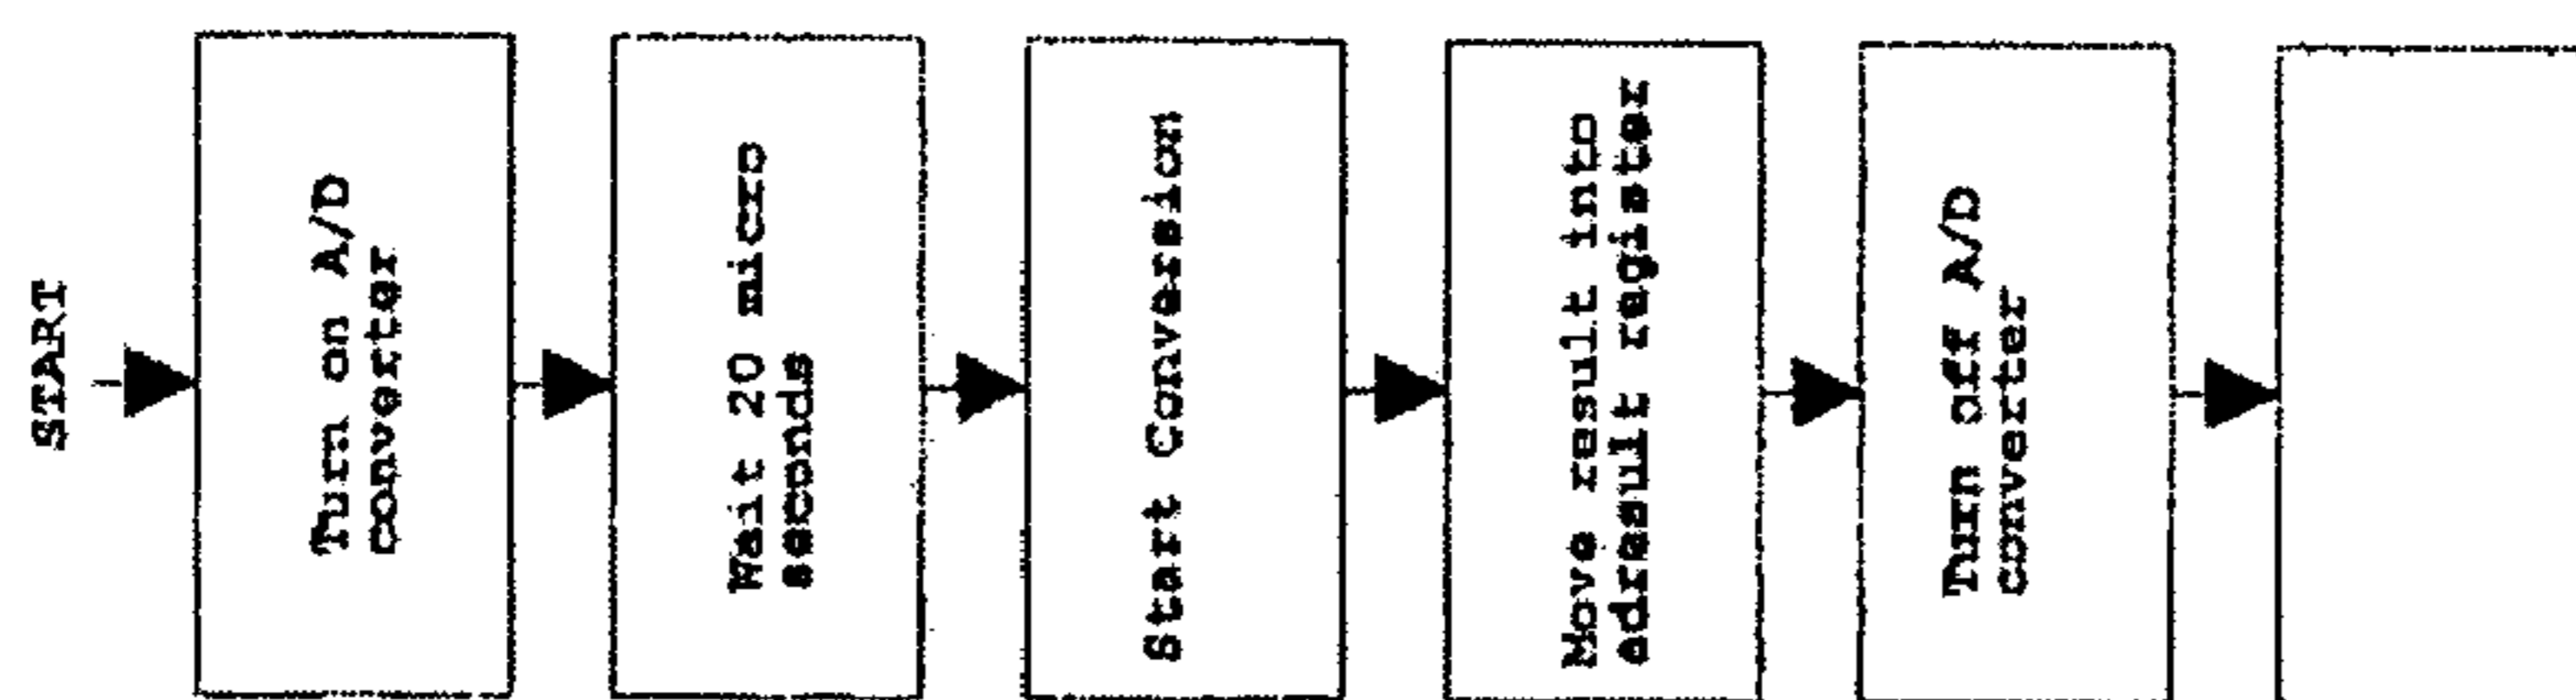 START
Turn on A/D
converter
Wait 20 micro
seconds
Start Conversion
Move result into
adresult register
Turn off A/D
converter